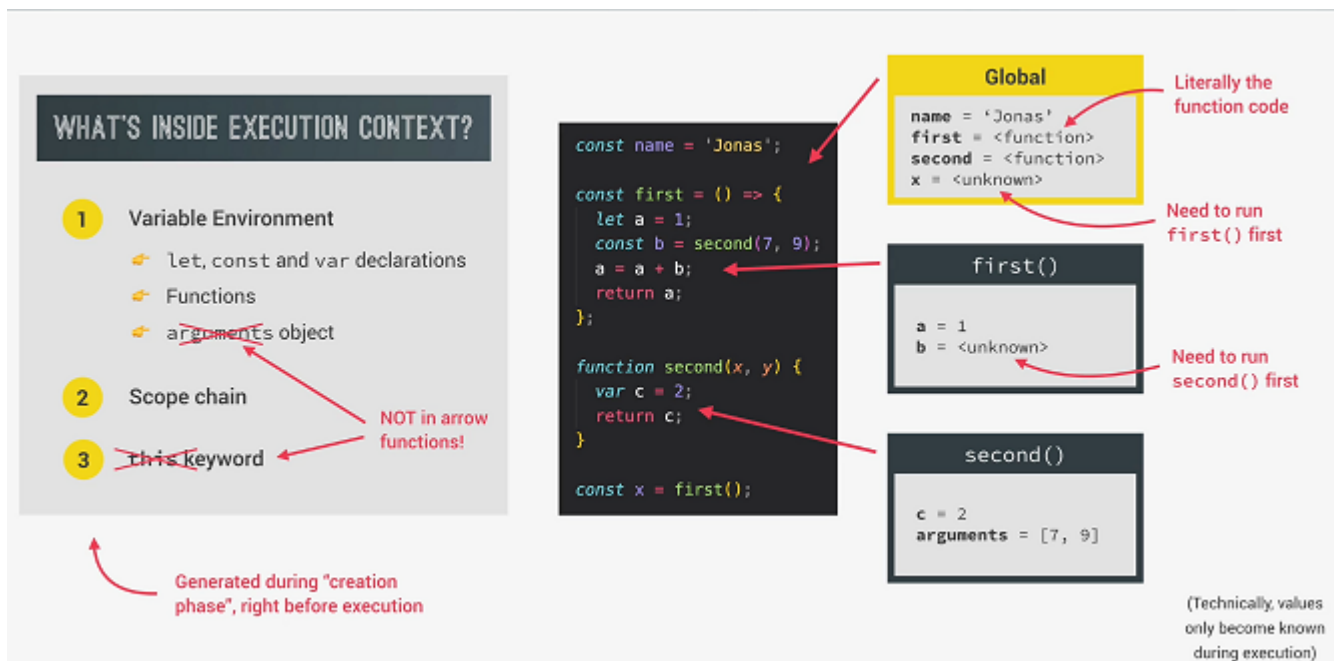 WHAT'S INSIDE EXECUTION CONTEXT?
1 Variable Environment
let, const and var declarations
Functions
arguments object
2 Scope chain
3 this keyword
NOT in arrow
functions!
Generated during "creation
phase", right before execution
const name = 'Jonas';
const first = () => {
let a = 1;
const b = second(7, 9);
a = a + b;
return a;
};
function second(x, y) {
var c = 2;
return c;
}
const x = first();
Global
name = ‘Jonas’
first = <function>
second = <function>
x = <unknown>
Literally the
function code
Need to run
first() first
first()
a = 1
b = <unknown>
Need to run
second() first
second()
c = 2
arguments = [7, 9]
(Technically, values
only become known
during execution)